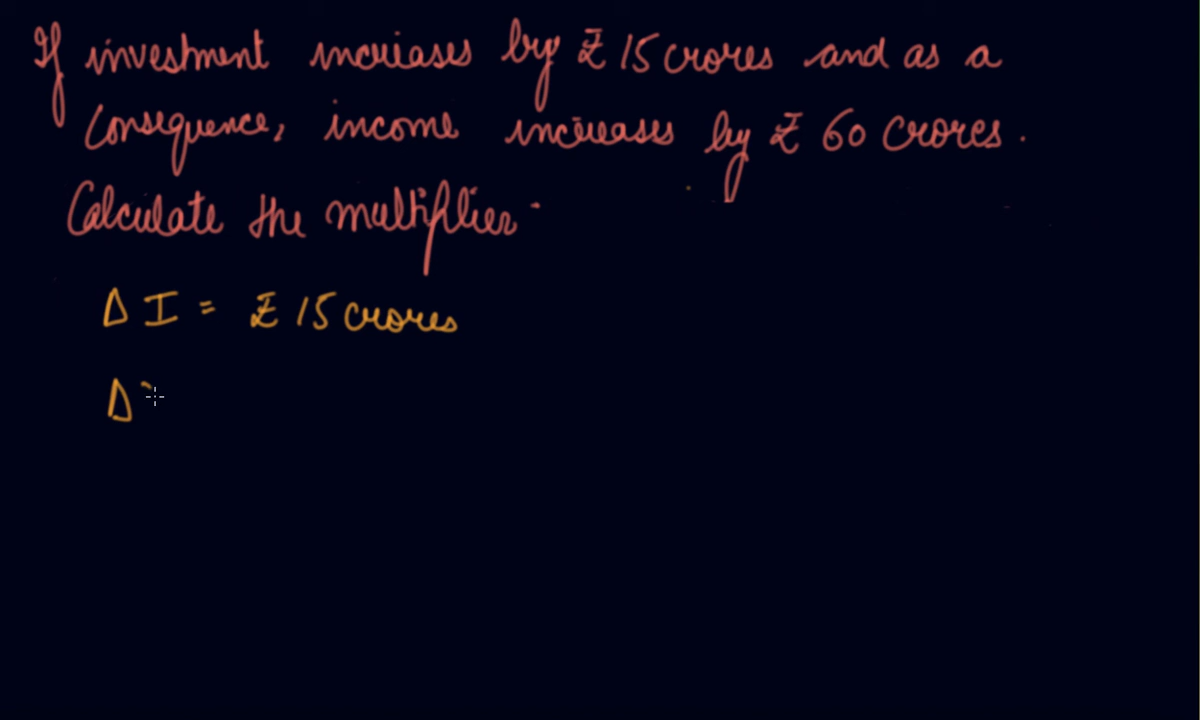 If investment increases by ₹ 15 crores and as a
consequence, income increases by ₹ 60 crores.
Calculate the multiplier.
Δ I = ₹ 15 crores
Δ